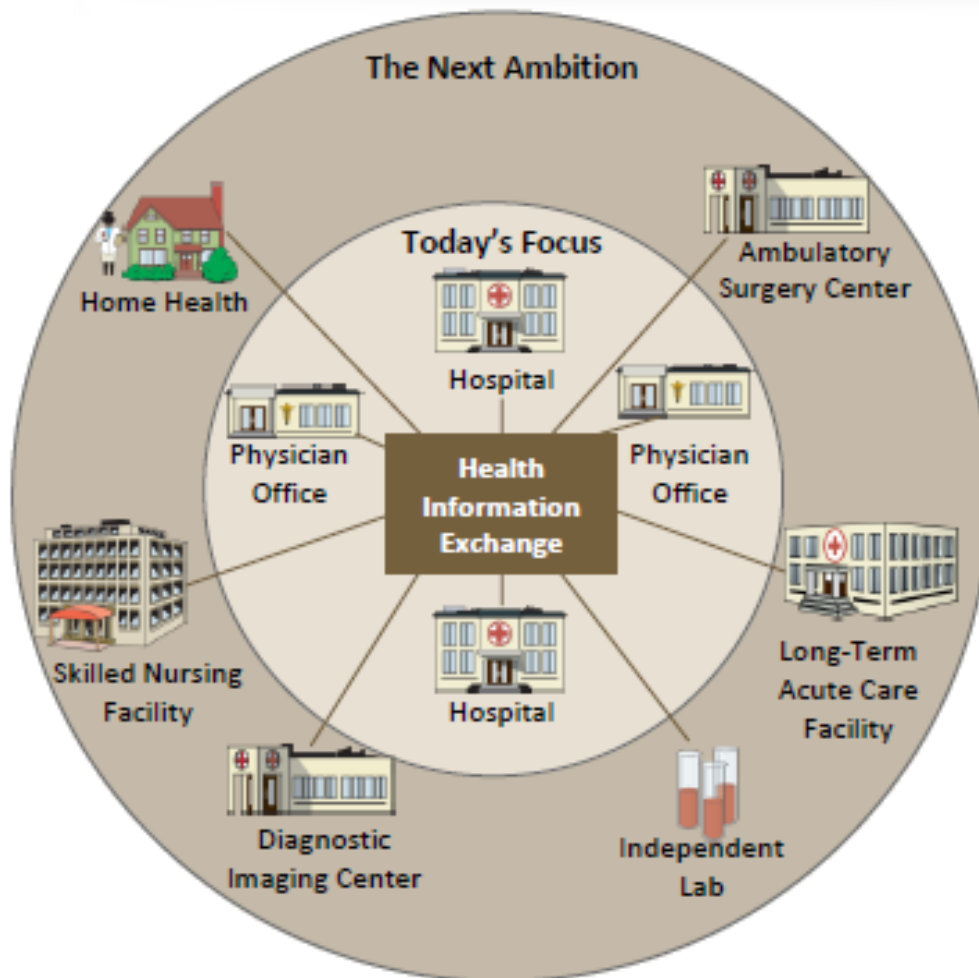 The Next Ambition
Ambulatory
Surgery Center
Home Health
Today's Focus
Hospital
Physician
Office
Physician
Office
Health
Information
Exchange
Skilled Nursing
Facility
Long-Term
Acute Care
Facility
Hospital
Diagnostic
Imaging Center
Independent
Lab